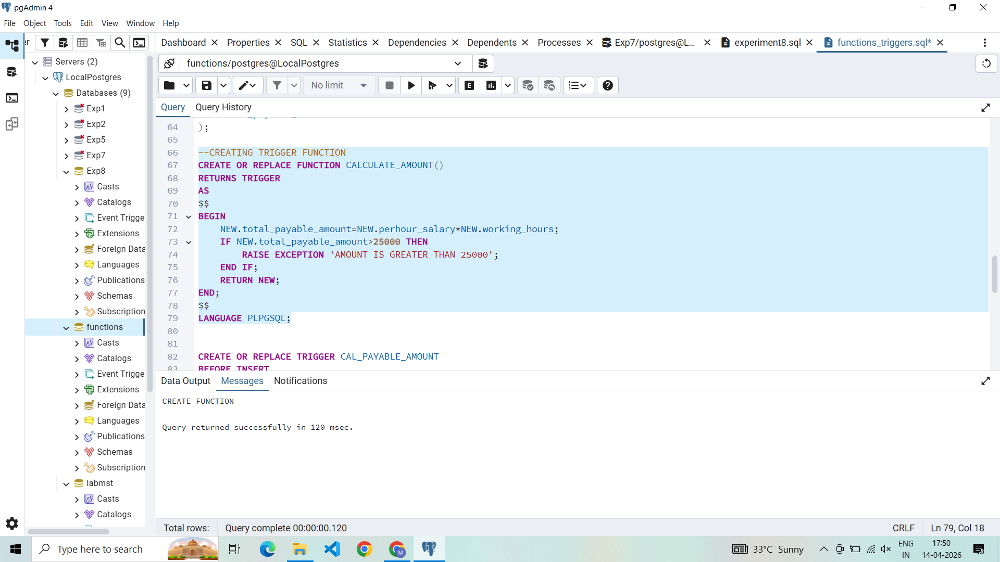 pgAdmin 4
File Object Tools Edit View Window Help
er
Dashboard Properties SQL Statistics Dependencies Dependents Processes Exp7/postgres@L... experiment8.sql functions_triggers.sql*
functions/postgres@LocalPostgres
No limit
E
Query Query History
Servers (2)
LocalPostgres
Databases (9)
Exp1
Exp2
Exp5
Exp7
Exp8
Casts
Catalogs
Event Trigge
Extensions
Foreign Data
Languages
Publications
Schemas
Subscription
functions
Casts
Catalogs
Event Trigge
Extensions
Foreign Data
Languages
Publications
Schemas
Subscription
labmst
Casts
Catalogs
64 );
65
66 --CREATING TRIGGER FUNCTION
67 CREATE OR REPLACE FUNCTION CALCULATE_AMOUNT()
68 RETURNS TRIGGER
69 AS
70 $$
71 BEGIN
72 NEW.total_payable_amount=NEW.perhour_salary*NEW.working_hours;
73 IF NEW.total_payable_amount>25000 THEN
74 RAISE EXCEPTION 'AMOUNT IS GREATER THAN 25000';
75 END IF;
76 RETURN NEW;
77 END;
78 $$
79 LANGUAGE PLPGSQL;
80
81
82 CREATE OR REPLACE TRIGGER CAL_PAYABLE_AMOUNT
83 BEFORE INSERT
Data Output Messages Notifications
CREATE FUNCTION
Query returned successfully in 120 msec.
Total rows: Query complete 00:00:00.120 CRLF Ln 79, Col 18
Type here to search
M
33°C Sunny
ENG
IN
17:50
14-04-2026